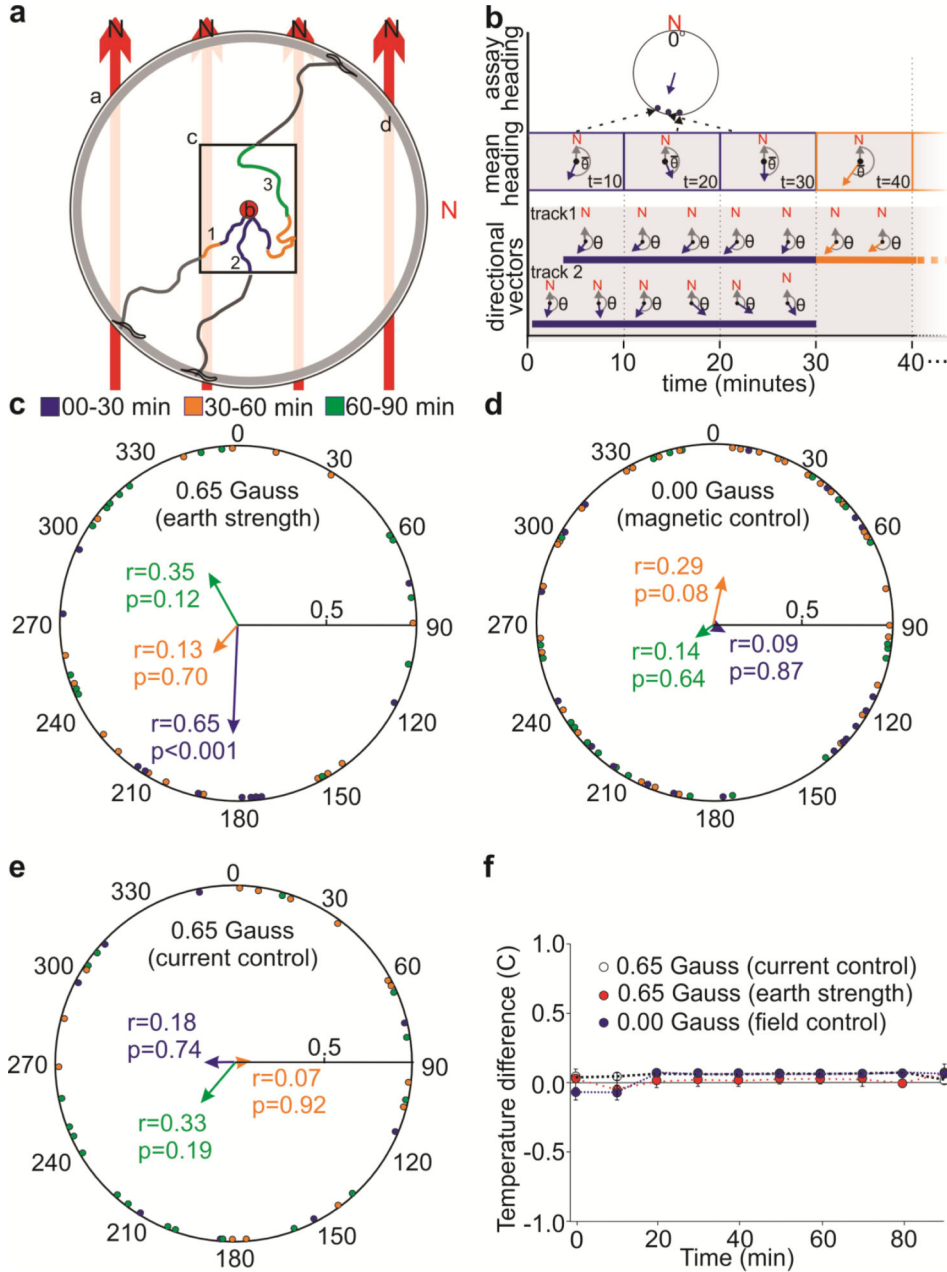 a
N N N N
a d
c
3
b
1
2
N
b
assay heading
N
0°
mean heading
N N N N
θ̅ θ̅ θ̅ θ̅
t=10 t=20 t=30 t=40
directional vectors
track1
N N N N N N N
θ θ θ θ θ θ θ
track 2
N N N N N N
θ θ θ θ θ θ
0 10 20 30 40 ...
time (minutes)
c 00-30 min 30-60 min 60-90 min
0
330 30
0.65 Gauss
(earth strength)
300 60
r=0.35
p=0.12
0.5
270 90
r=0.13
p=0.70
240 120
r=0.65
p<0.001
210 150
180
d
0
330 30
0.00 Gauss
(magnetic control)
300 60
r=0.29
p=0.08
0.5
270 90
r=0.14
p=0.64
r=0.09
p=0.87
240 120
210 150
180
e
0
330 30
0.65 Gauss
(current control)
300 60
r=0.18
p=0.74
0.5
270 90
r=0.07
p=0.92
r=0.33
p=0.19
240 120
210 150
180
f
Temperature difference (C)
1.0
0.5
0.0
-0.5
-1.0
0.65 Gauss (current control)
0.65 Gauss (earth strength)
0.00 Gauss (field control)
0 20 40 60 80
Time (min)